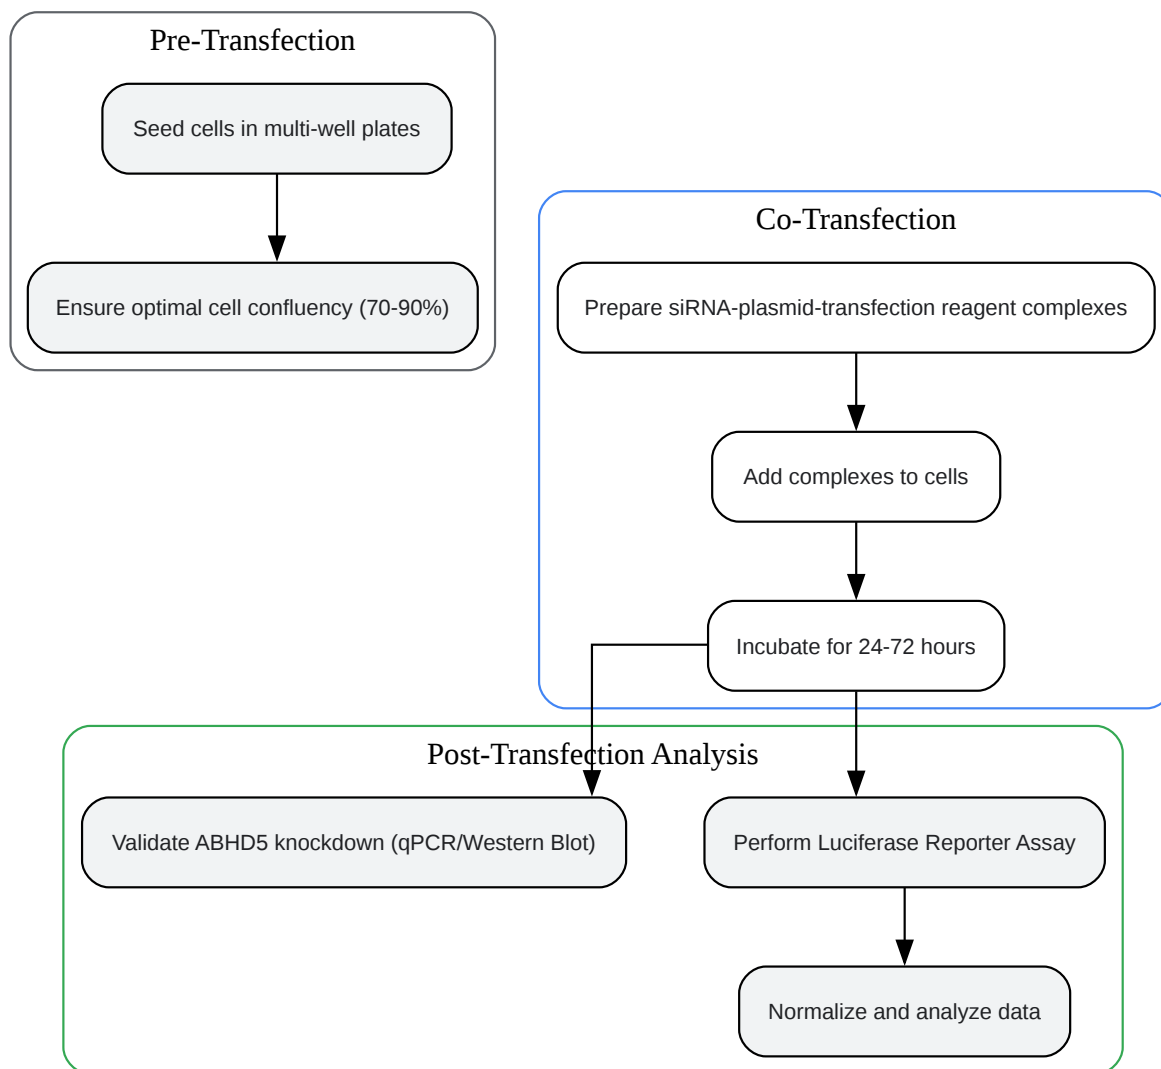 Pre-Transfection
Seed cells in multi-well plates
Ensure optimal cell confluency (70-90%)
Co-Transfection
Prepare siRNA-plasmid-transfection reagent complexes
Add complexes to cells
Incubate for 24-72 hours
Post-Transfection Analysis
Validate ABHD5 knockdown (qPCR/Western Blot)
Perform Luciferase Reporter Assay
Normalize and analyze data